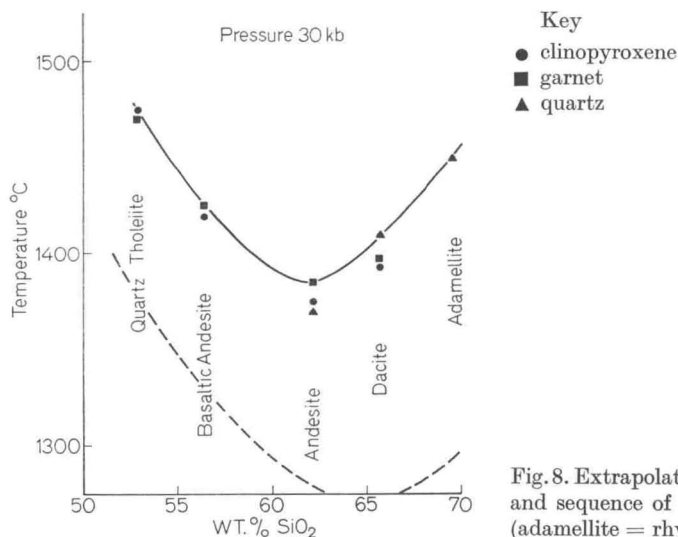 Pressure 30 kb
Key
clinopyroxene
garnet
quartz
1500
1400
1300
Temperature °C
Quartz Tholeiite
Basaltic Andesite
Andesite
Dacite
Adamellite
50 55 60 65 70
WT.% SiO₂
Fig. 8. Extrapolat
and sequence of
(adamellite = rhy